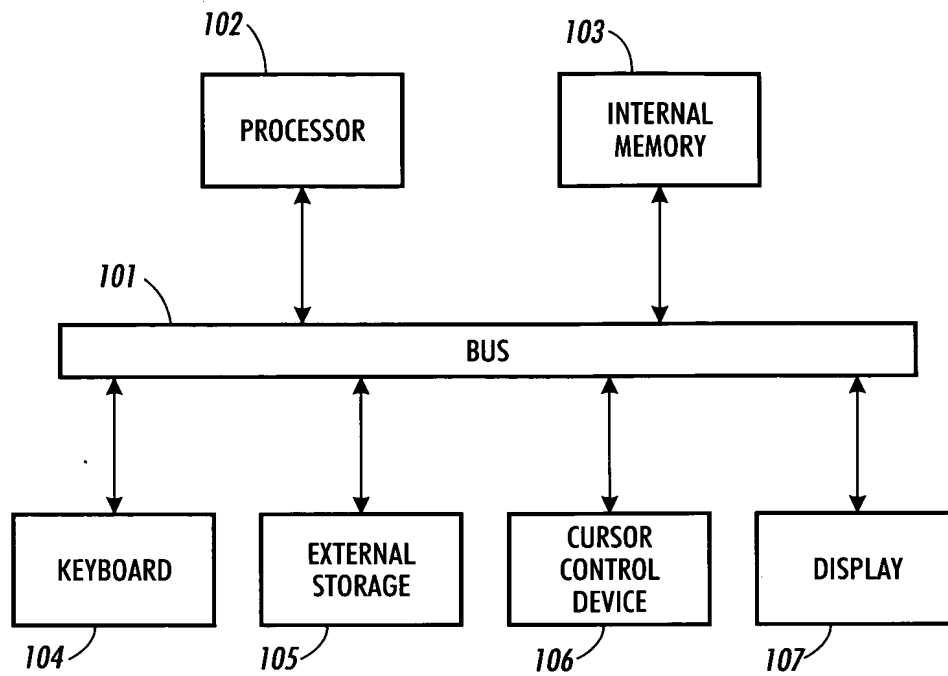 102
103
PROCESSOR
INTERNAL
MEMORY
101
BUS
KEYBOARD
EXTERNAL
STORAGE
CURSOR
CONTROL
DEVICE
DISPLAY
104
105
106
107